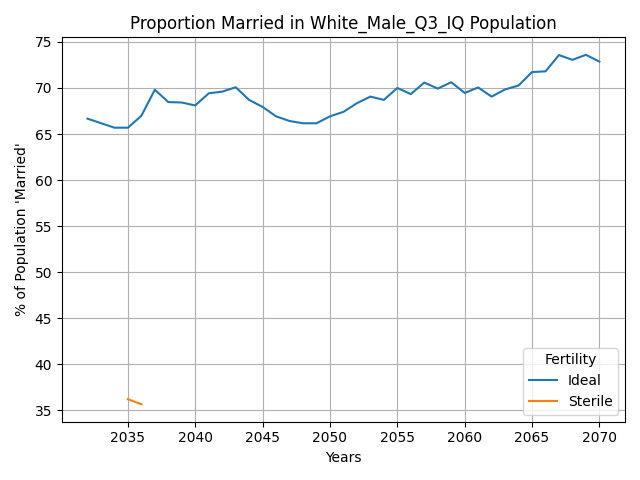 Proportion Married in White_Male_Q3_IQ Population
% of Population 'Married'
75
70
65
60
55
50
45
40
35
Fertility
Ideal
Sterile
2035 2040 2045 2050 2055 2060 2065 2070
Years